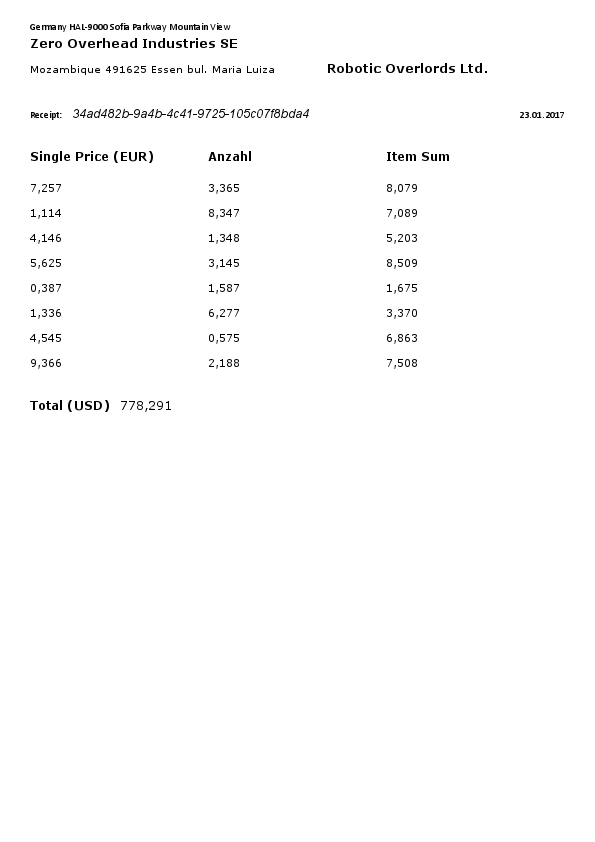 Germany HAL-9000 Sofia Parkway Mountain View
Zero Overhead Industries SE
Mozambique 491625 Essen bul. Maria Luiza Robotic Overlords Ltd.
Receipt: 34ad482b-9a4b-4c41-9725-105c07f8bda4 23.01.2017
Single Price (EUR) Anzahl Item Sum
7,257 3,365 8,079
1,114 8,347 7,089
4,146 1,348 5,203
5,625 3,145 8,509
0,387 1,587 1,675
1,336 6,277 3,370
4,545 0,575 6,863
9,366 2,188 7,508
Total (USD) 778,291